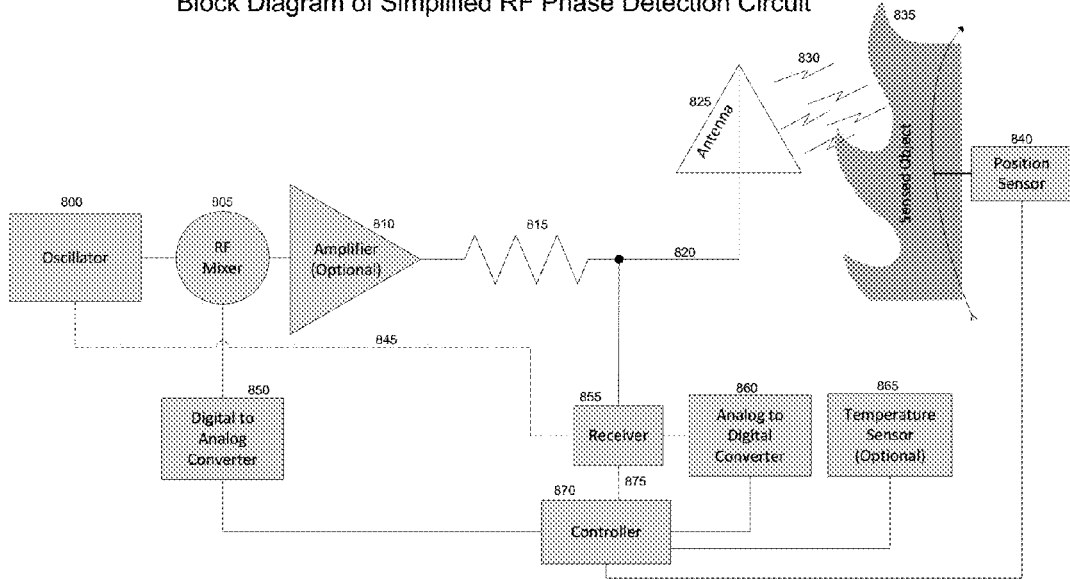 Block Diagram of Simplified RF Phase Detection Circuit
835
830
825
Antenna
Sensed Object
840
Position
Sensor
800
Oscillator
805
RF
Mixer
810
Amplifier
(Optional)
815
820
845
850
Digital to
Analog
Converter
855
Receiver
860
Analog to
Digital
Converter
865
Temperature
Sensor
(Optional)
875
870
Controller